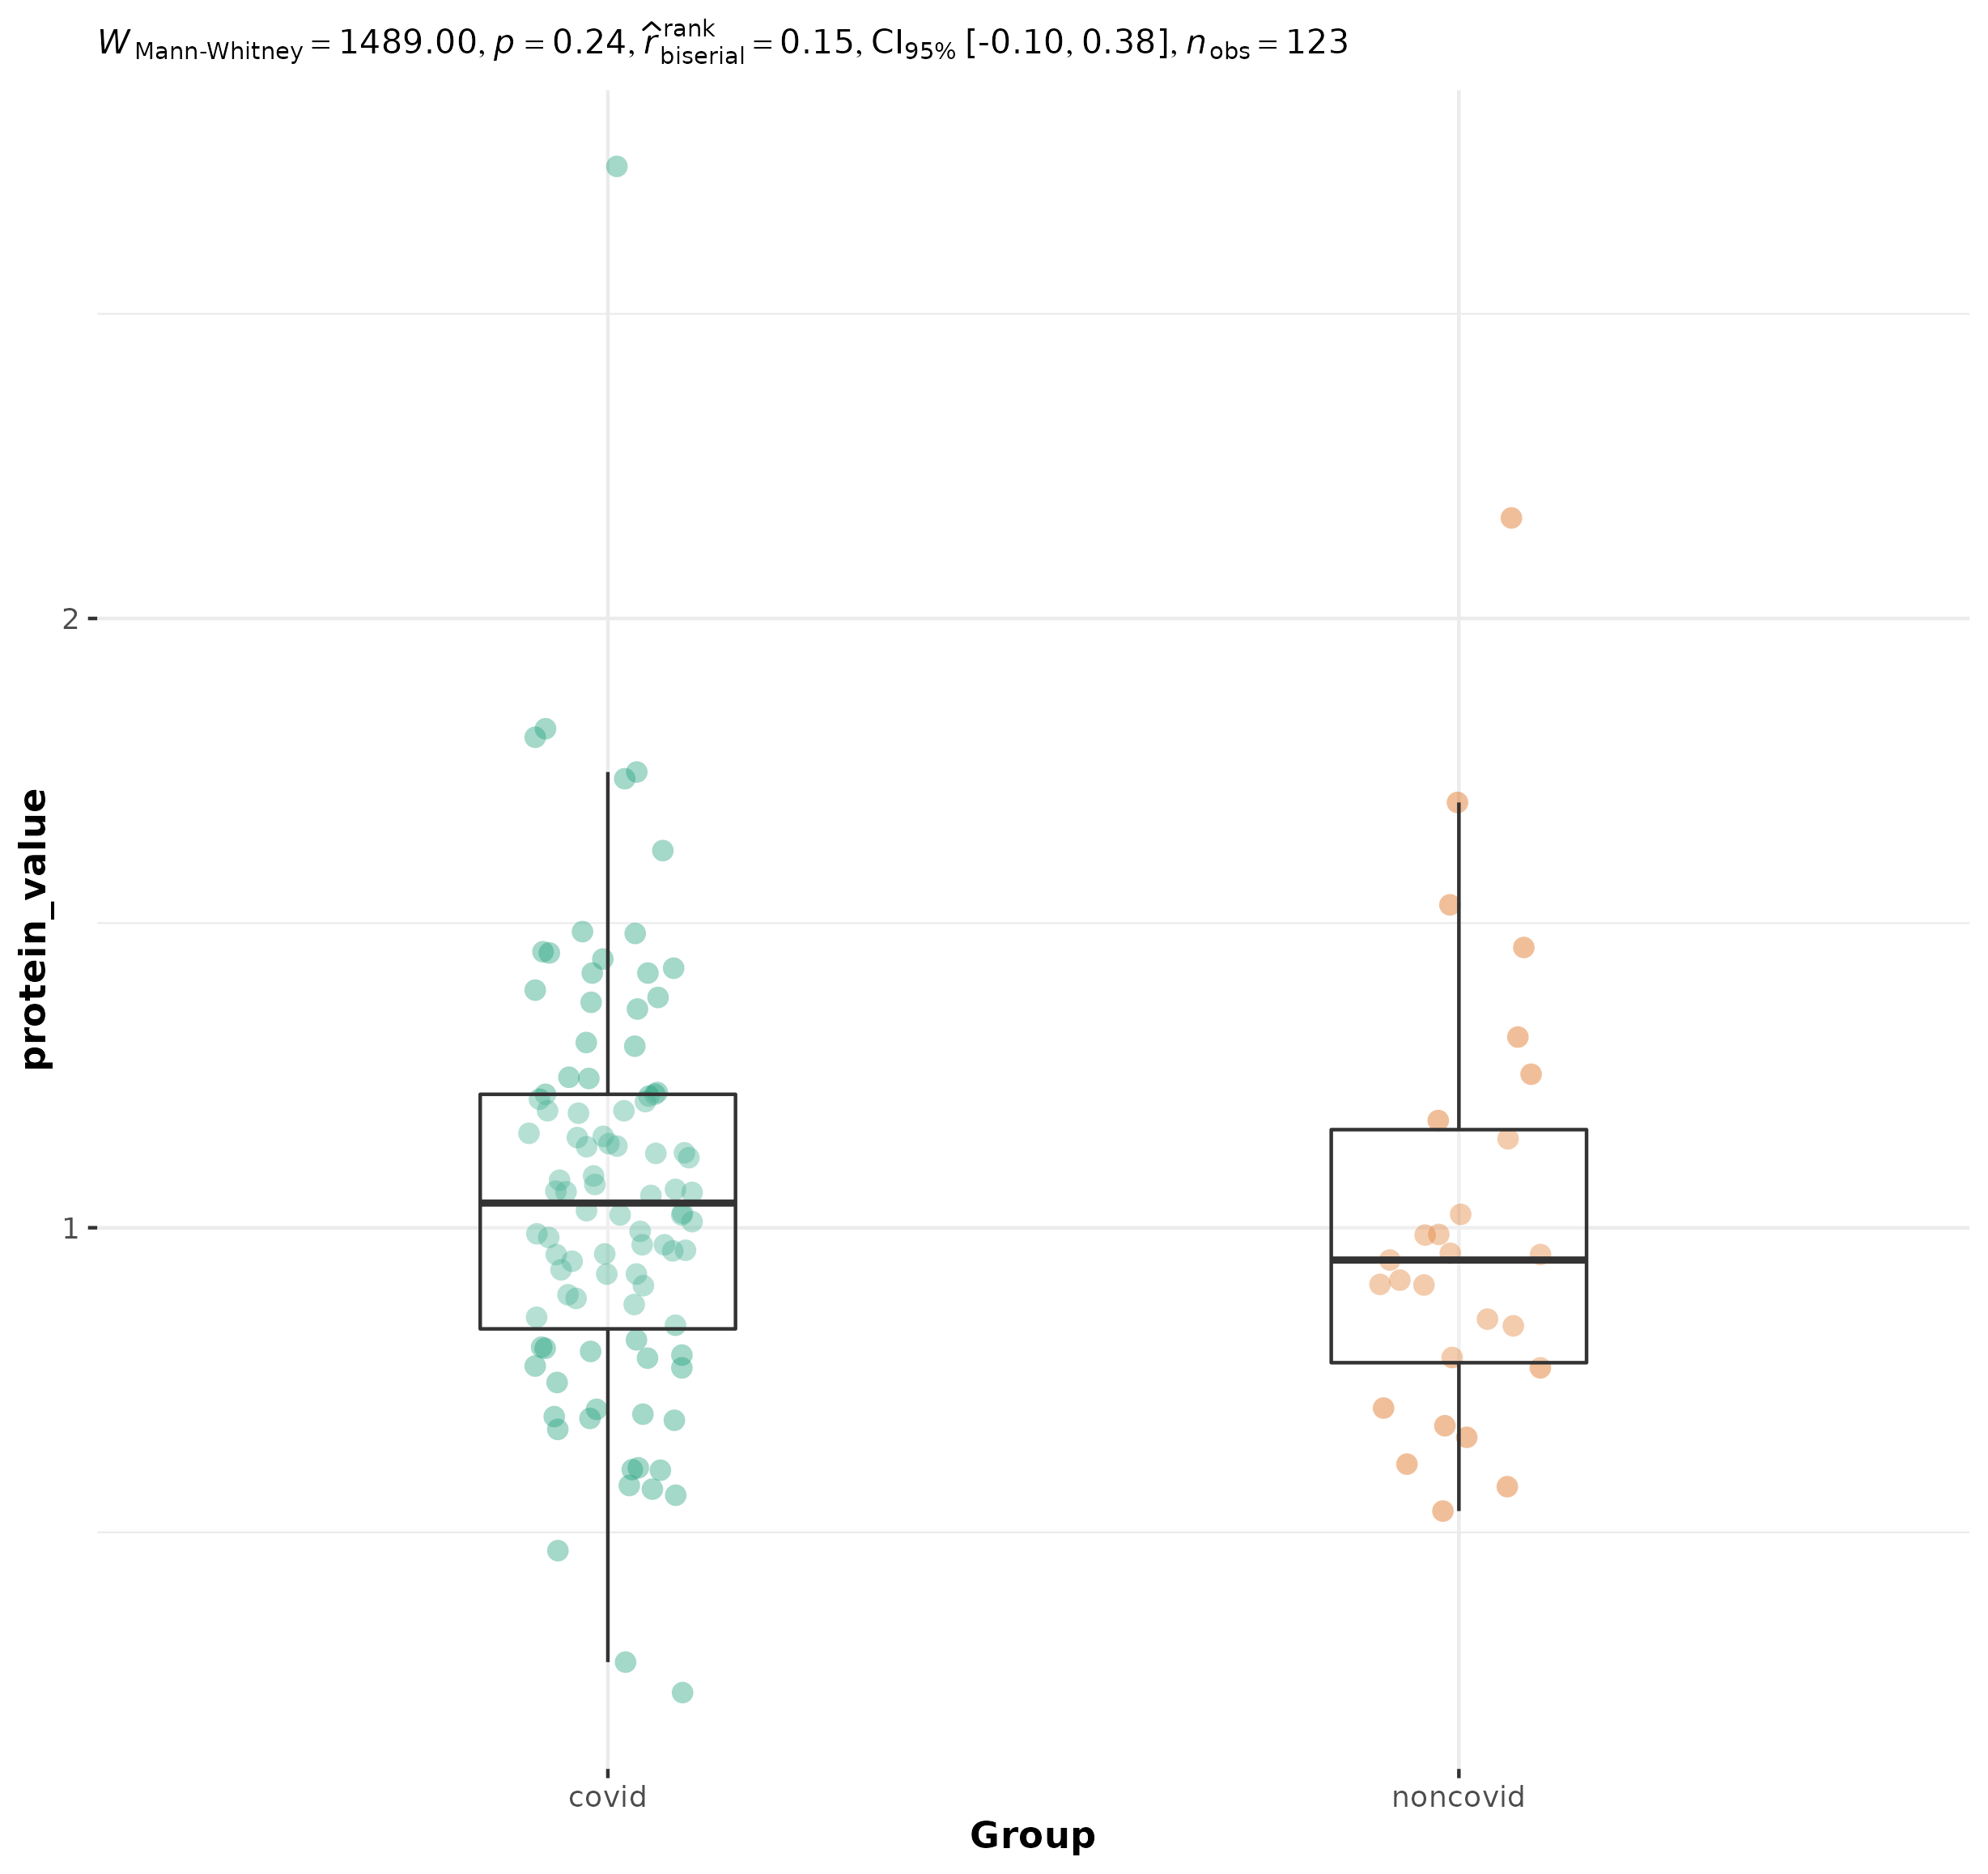 W Mann-Whitney = 1489.00, p = 0.24, r̂ rank biserial = 0.15, CI95% [-0.10, 0.38], n obs = 123
2
1
protein_value
covid noncovid
Group